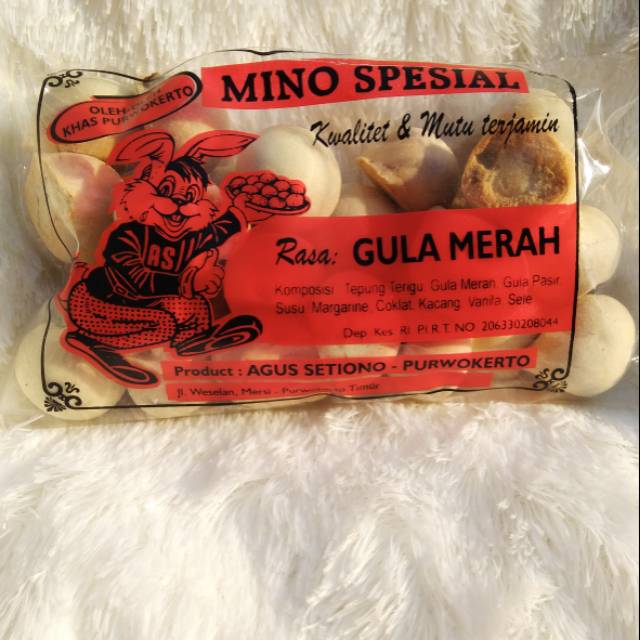 MINO SPESIAL
OLEH-OLEH
KHAS PURWOKERTO
Kwalitet & Mutu terjamin
Rasa: GULA MERAH
Komposisi Tepung Terigu, Gula Merah, Gula Pasir,
Susu, Margarine, Coklat, Kacang, Vanila, Sele
Dep. Kes. RI. P.I R.T. NO. 206330208044
Product : AGUS SETIONO - PURWOKERTO
Jl. Weselan, Mersi - Purwokerto Timur